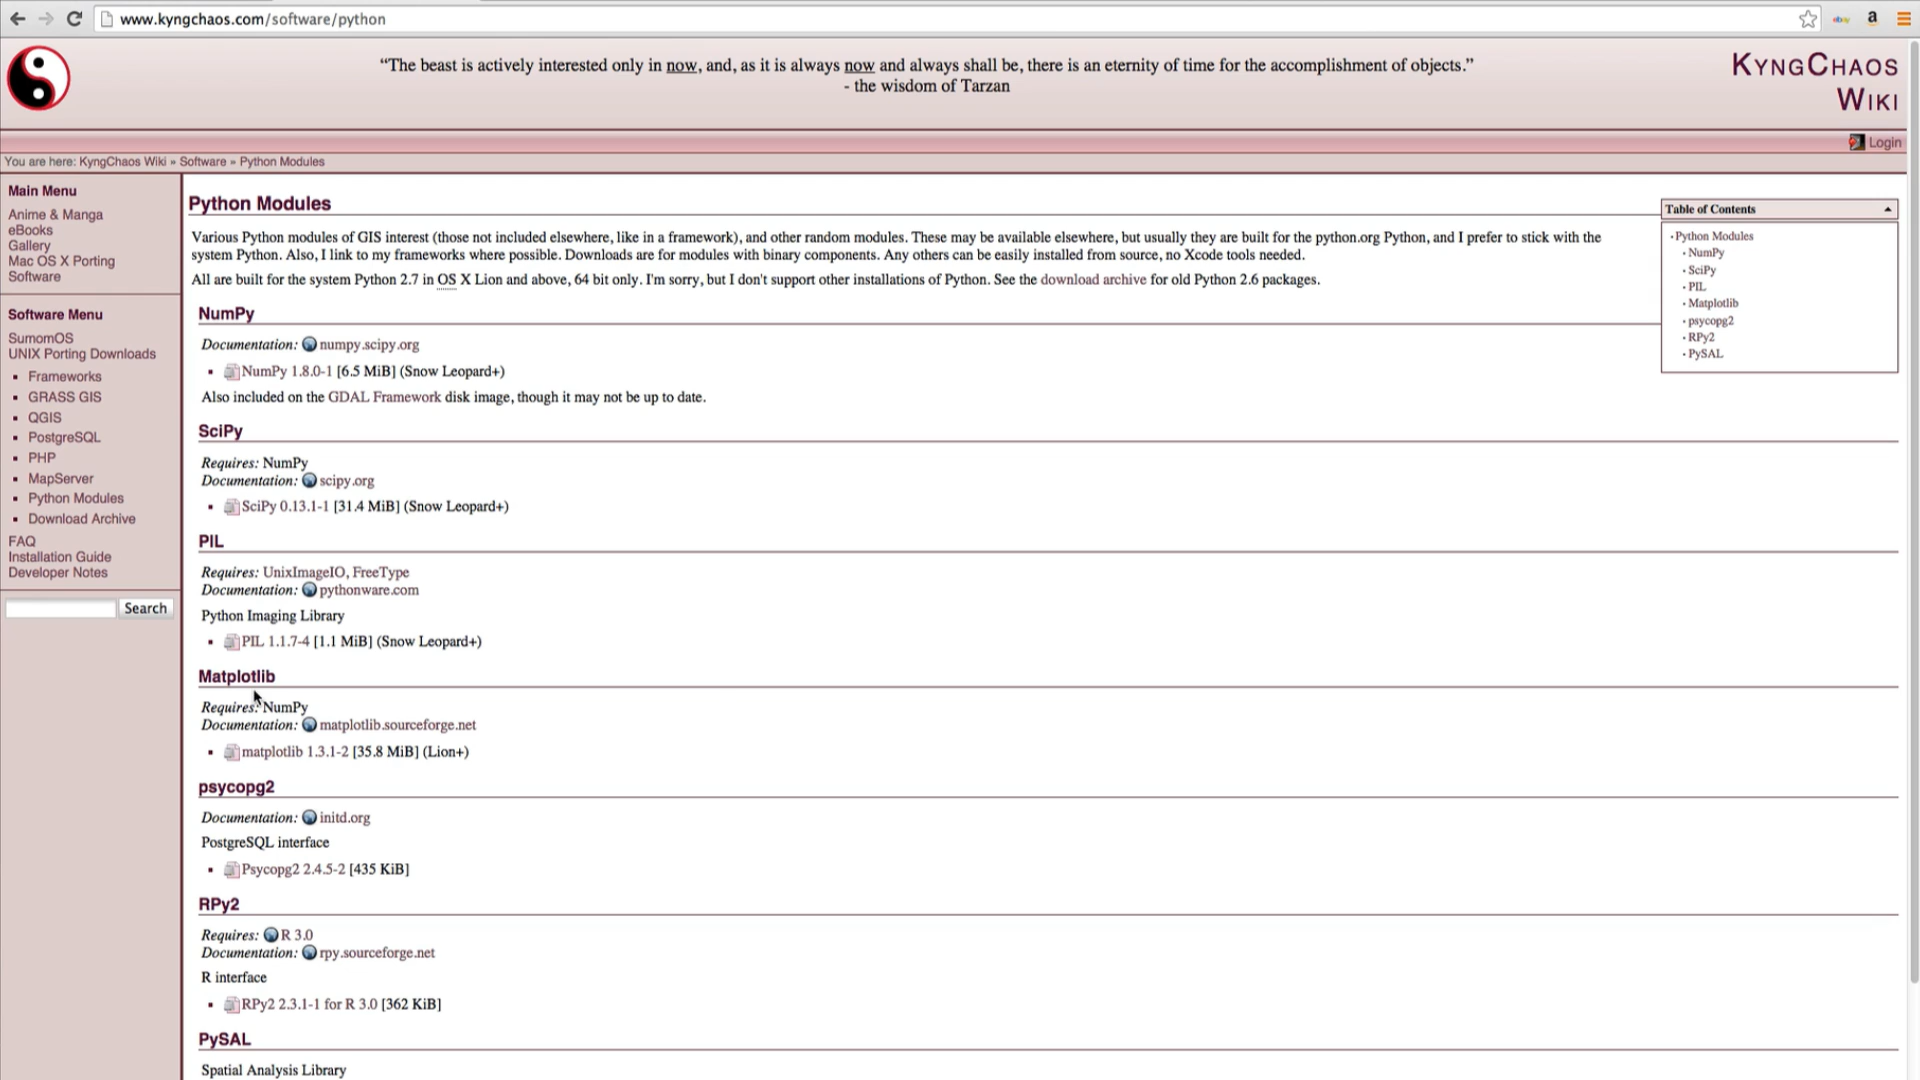 www.kyngchaos.com/software/python
ebay
a
“The beast is actively interested only in now, and, as it is always now and always shall be, there is an eternity of time for the accomplishment of objects.”
- the wisdom of Tarzan
KyngChaos
Wiki
Login
You are here: KyngChaos Wiki » Software » Python Modules
Main Menu
Anime & Manga
eBooks
Gallery
Mac OS X Porting
Software
Software Menu
SumomOS
UNIX Porting Downloads
Frameworks
GRASS GIS
QGIS
PostgreSQL
PHP
MapServer
Python Modules
Download Archive
FAQ
Installation Guide
Developer Notes
Search
Python Modules
Various Python modules of GIS interest (those not included elsewhere, like in a framework), and other random modules. These may be available elsewhere, but usually they are built for the python.org Python, and I prefer to stick with the
system Python. Also, I link to my frameworks where possible. Downloads are for modules with binary components. Any others can be easily installed from source, no Xcode tools needed.
All are built for the system Python 2.7 in OS X Lion and above, 64 bit only. I'm sorry, but I don't support other installations of Python. See the download archive for old Python 2.6 packages.
NumPy
Documentation: numpy.scipy.org
NumPy 1.8.0-1 [6.5 MiB] (Snow Leopard+)
Also included on the GDAL Framework disk image, though it may not be up to date.
SciPy
Requires: NumPy
Documentation: scipy.org
SciPy 0.13.1-1 [31.4 MiB] (Snow Leopard+)
PIL
Requires: UnixImageIO, FreeType
Documentation: pythonware.com
Python Imaging Library
PIL 1.1.7-4 [1.1 MiB] (Snow Leopard+)
Matplotlib
Requires: NumPy
Documentation: matplotlib.sourceforge.net
matplotlib 1.3.1-2 [35.8 MiB] (Lion+)
psycopg2
Documentation: initd.org
PostgreSQL interface
Psycopg2 2.4.5-2 [435 KiB]
RPy2
Requires: R 3.0
Documentation: rpy.sourceforge.net
R interface
RPy2 2.3.1-1 for R 3.0 [362 KiB]
PySAL
Spatial Analysis Library
Table of Contents
Python Modules
NumPy
SciPy
PIL
Matplotlib
psycopg2
RPy2
PySAL